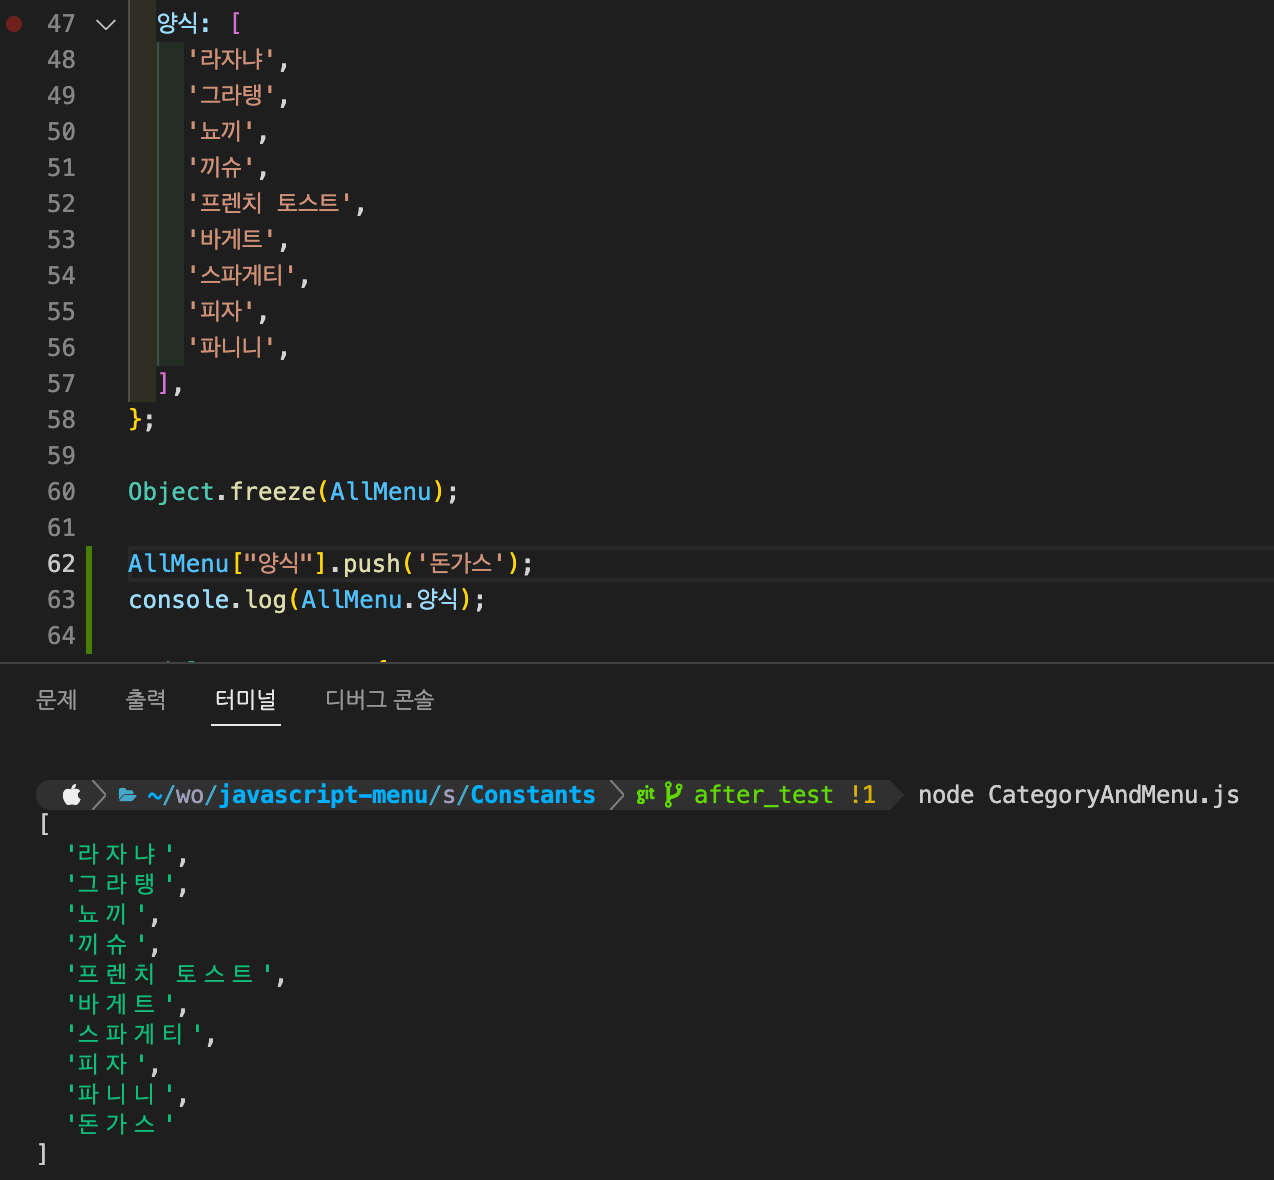 47 양식: [
48 '라자냐',
49 '그라탱',
50 '뇨끼',
51 '끼슈',
52 '프렌치 토스트',
53 '바게트',
54 '스파게티',
55 '피자',
56 '파니니',
57 ],
58 };
59
60 Object.freeze(AllMenu);
61
62 AllMenu["양식"].push('돈가스');
63 console.log(AllMenu.양식);
64
문제 출력 터미널 디버그 콘솔
~/wo/javascript-menu/s/Constants git after_test !1 node CategoryAndMenu.js
[
'라자냐',
'그라탱',
'뇨끼',
'끼슈',
'프렌치 토스트',
'바게트',
'스파게티',
'피자',
'파니니',
'돈가스'
]